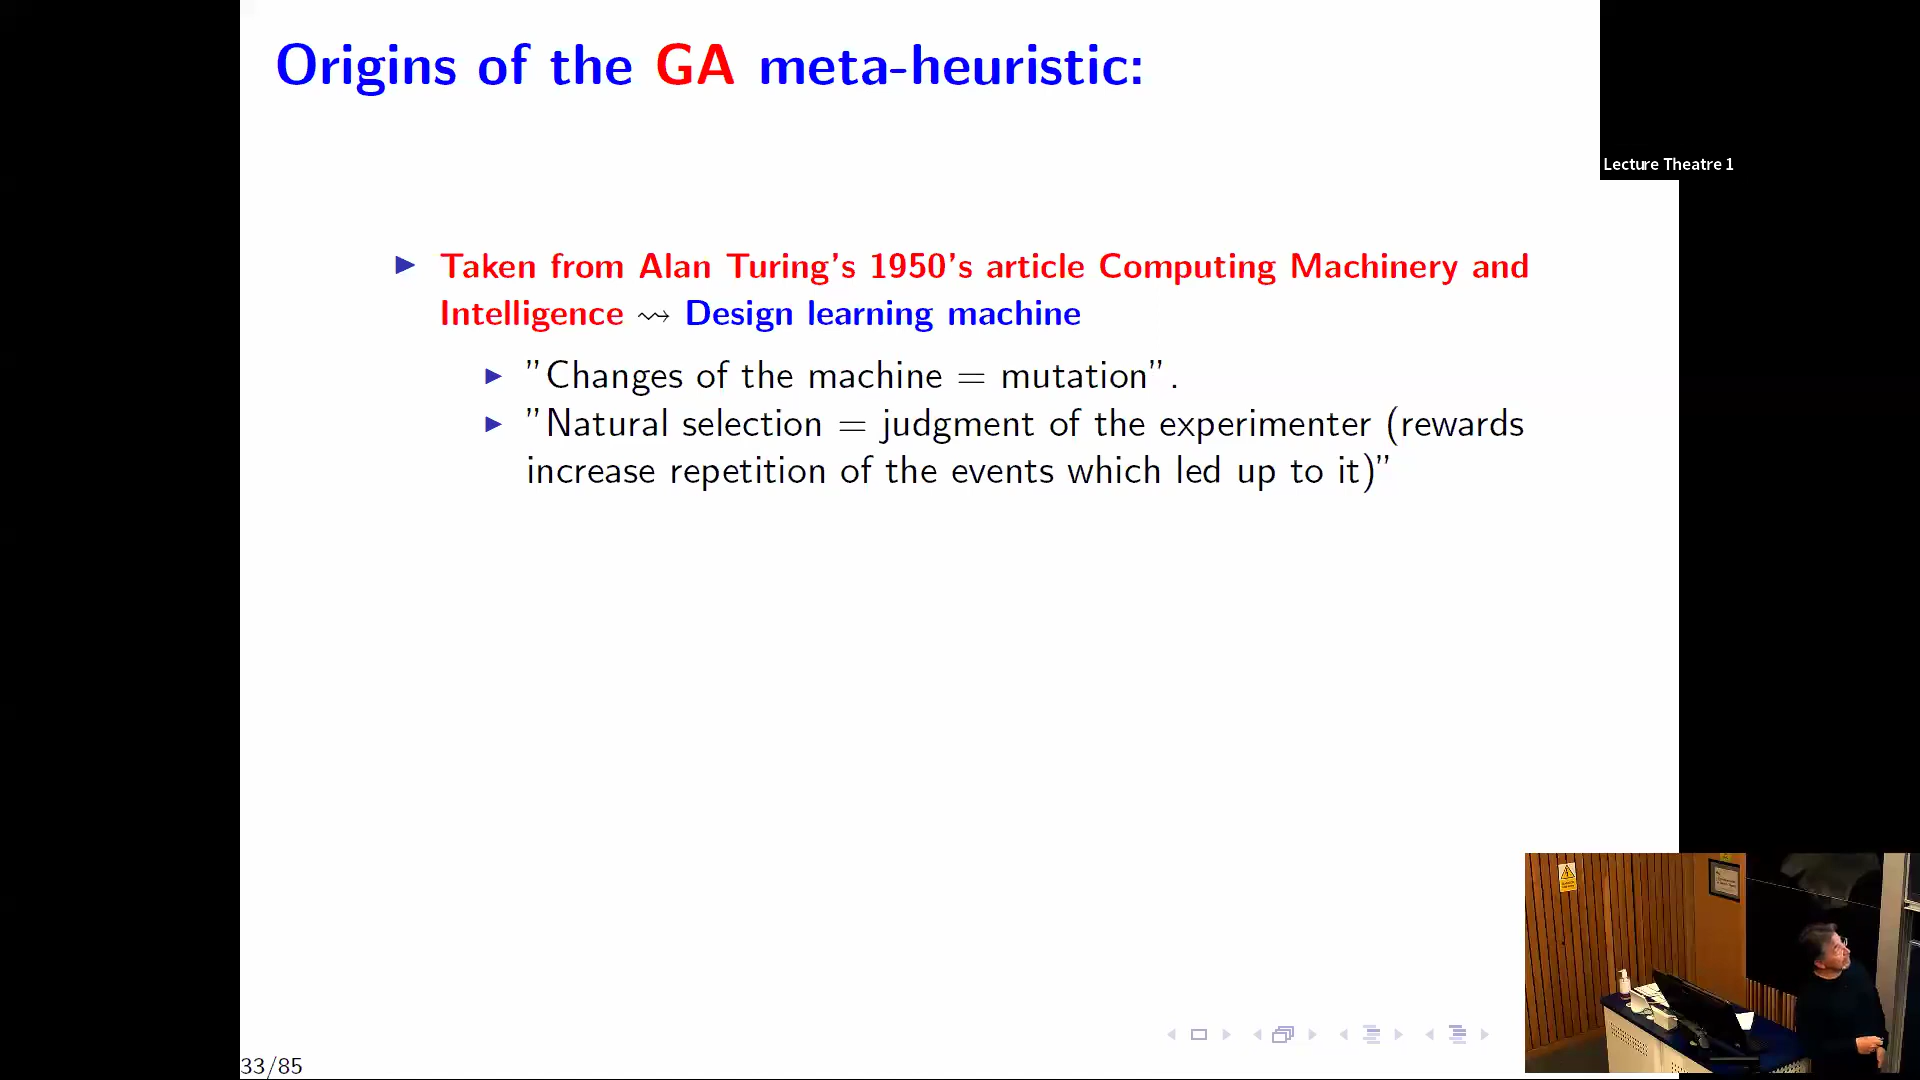 Origins of the GA meta-heuristic:
Lecture Theatre 1
▶ Taken from Alan Turing's 1950's article Computing Machinery and
Intelligence ⇝ Design learning machine
▶ "Changes of the machine = mutation".
▶ "Natural selection = judgment of the experimenter (rewards
increase repetition of the events which led up to it)"
33/85